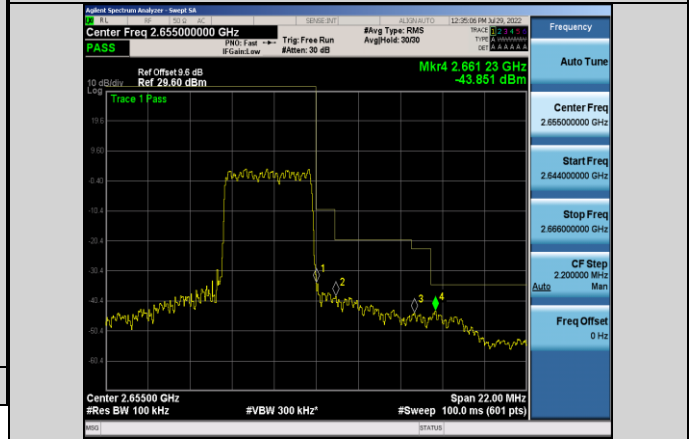 Agilent Spectrum Analyzer - Swept SA
RL RF 50 Ω AC SENSE:INT ALIGNAUTO 12:35:06 PM Jul 29, 2022
Center Freq 2.655000000 GHz
PASS
PNO: Fast
IFGain:Low
Trig: Free Run
#Atten: 30 dB
#Avg Type: RMS
Avg|Hold: 30/30
TRACE 1 2 3 4 5 6
TYPE A
DET A A A A A A
Mkr4 2.661 23 GHz
-43.851 dBm
Ref Offset 9.6 dB
10 dB/div Ref 29.60 dBm
Log
Trace 1 Pass
19.6
9.60
-0.40
-10.4
-20.4
-30.4
-40.4
-50.4
-60.4
1
2
3
4
Center 2.65500 GHz Span 22.00 MHz
#Res BW 100 kHz #VBW 300 kHz* #Sweep 100.0 ms (601 pts)
MSG STATUS
Frequency
Auto Tune
Center Freq
2.655000000 GHz
Start Freq
2.644000000 GHz
Stop Freq
2.666000000 GHz
CF Step
2.200000 MHz
Auto Man
Freq Offset
0 Hz